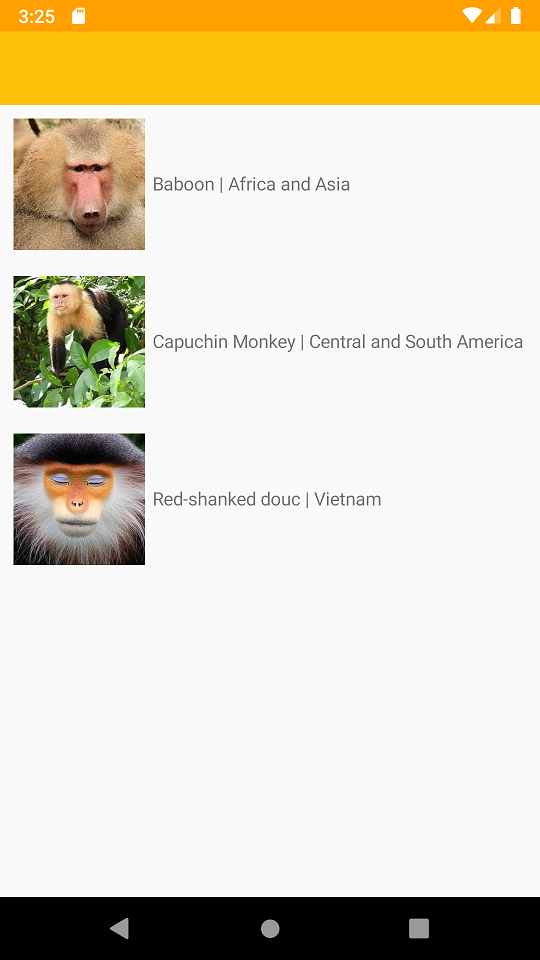 3:25
Baboon | Africa and Asia
Capuchin Monkey | Central and South America
Red-shanked douc | Vietnam